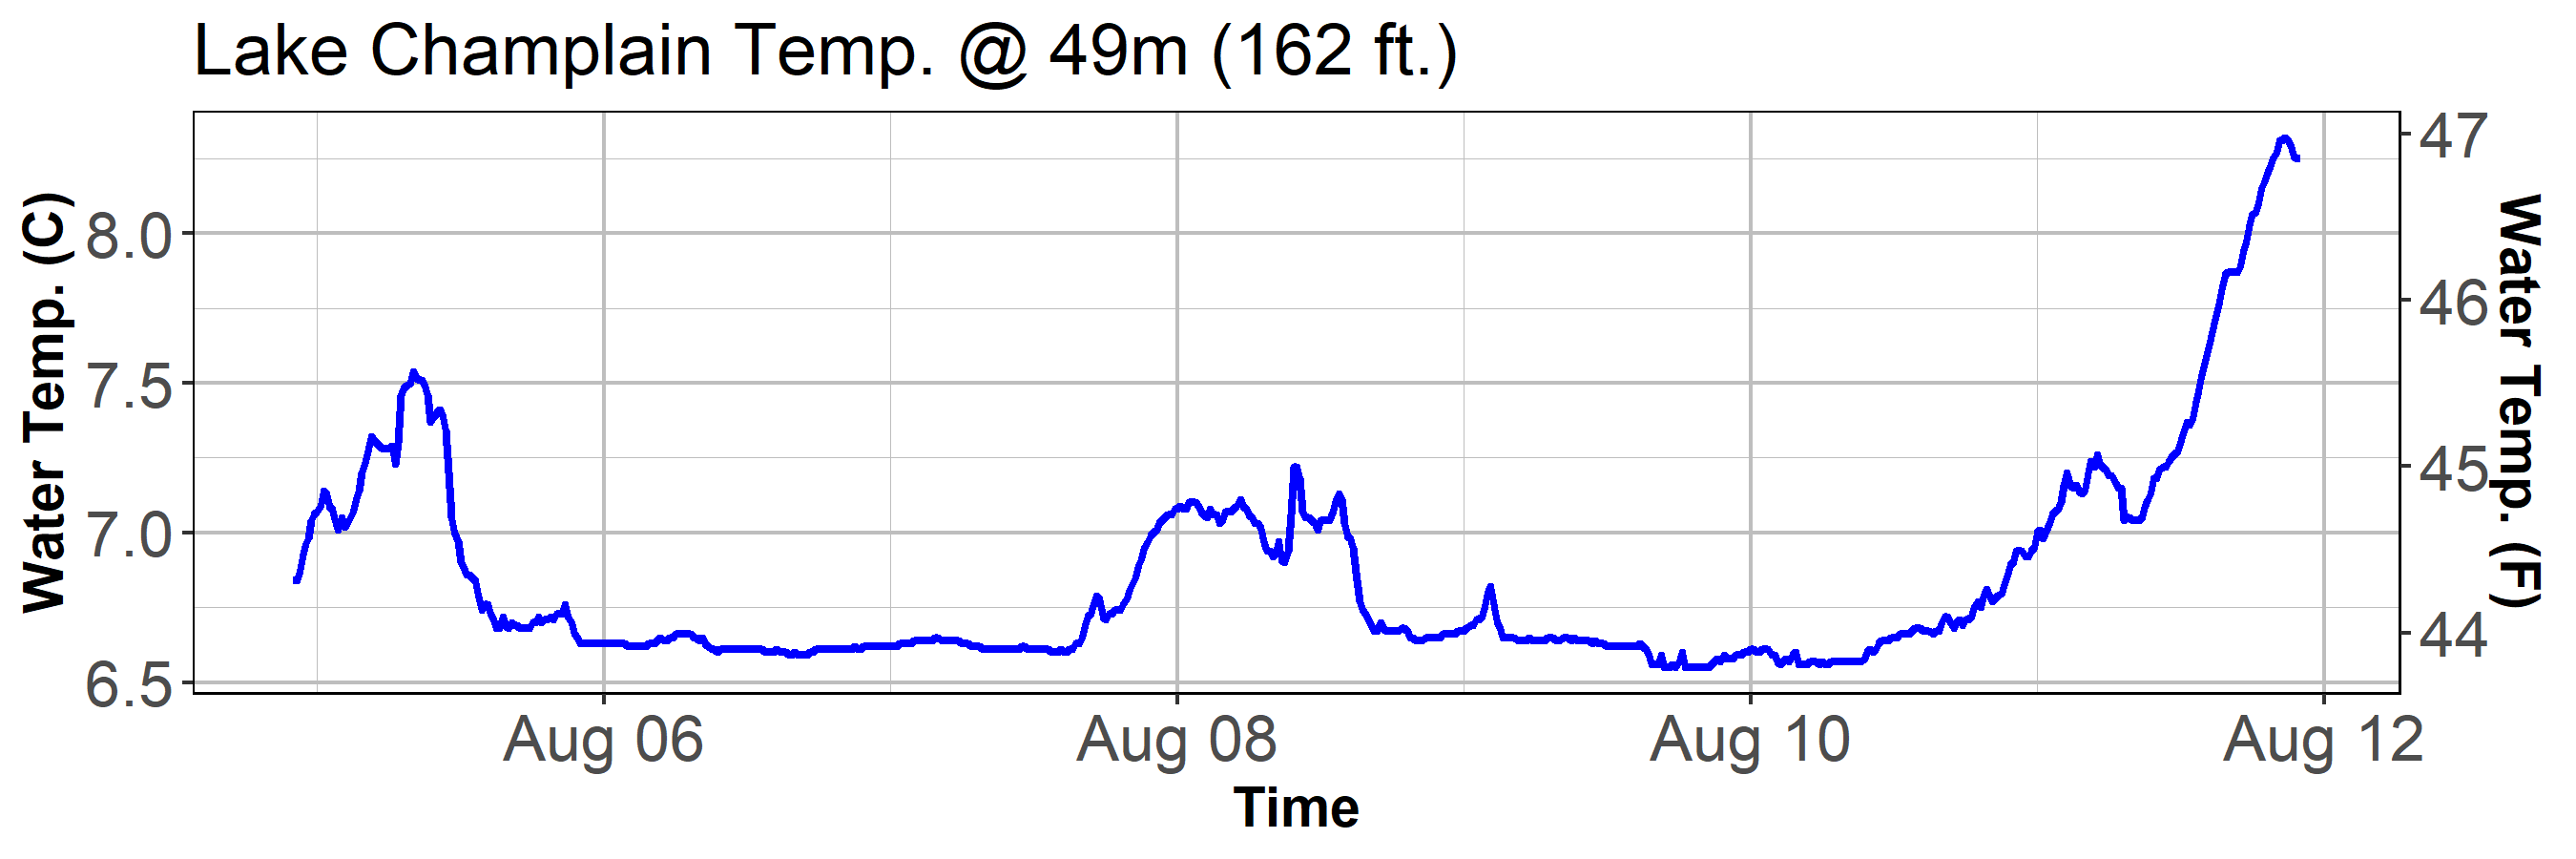 Lake Champlain Temp. @ 49m (162 ft.)
Water Temp. (C)
8.0
7.5
7.0
6.5
47
46
45
44
Water Temp. (F)
Aug 06 Aug 08 Aug 10 Aug 12
Time